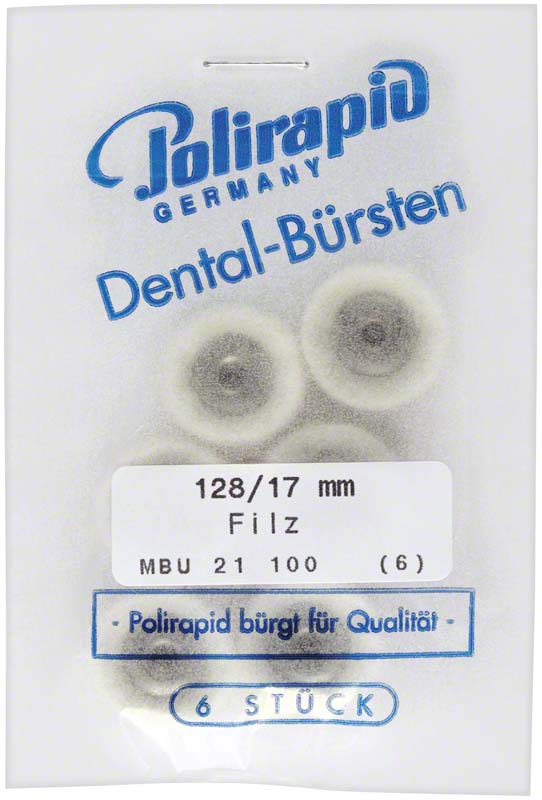 Polirapid
GERMANY
Dental-Bürsten
128/17 mm
Filz
MBU 21 100 (6)
- Polirapid bürgt für Qualität -
6 STÜCK